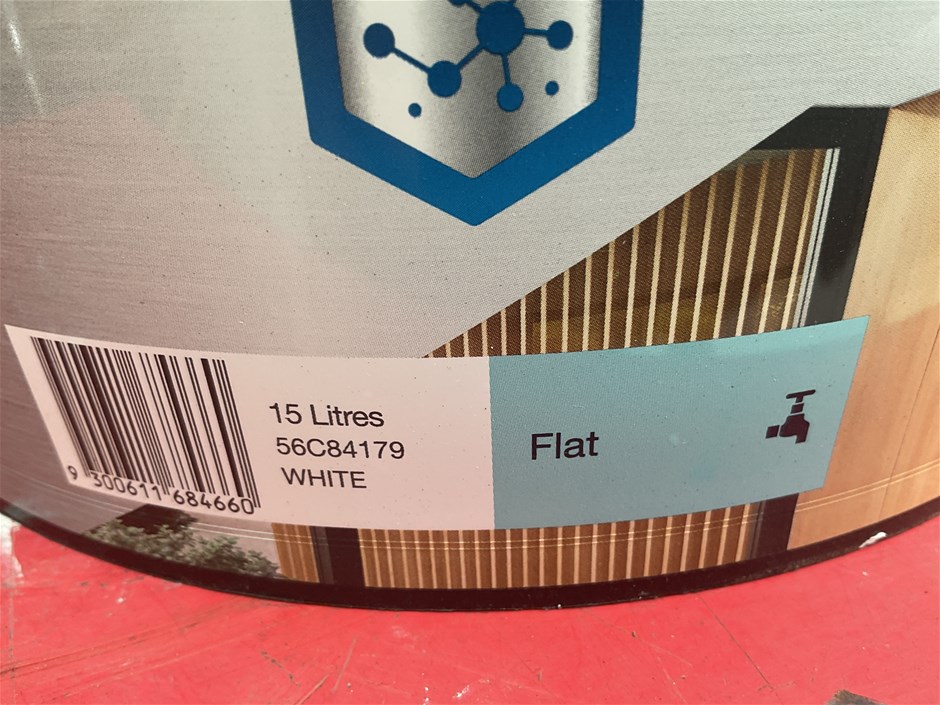 15 Litres
56C84179
WHITE
9 300611 684660
Flat